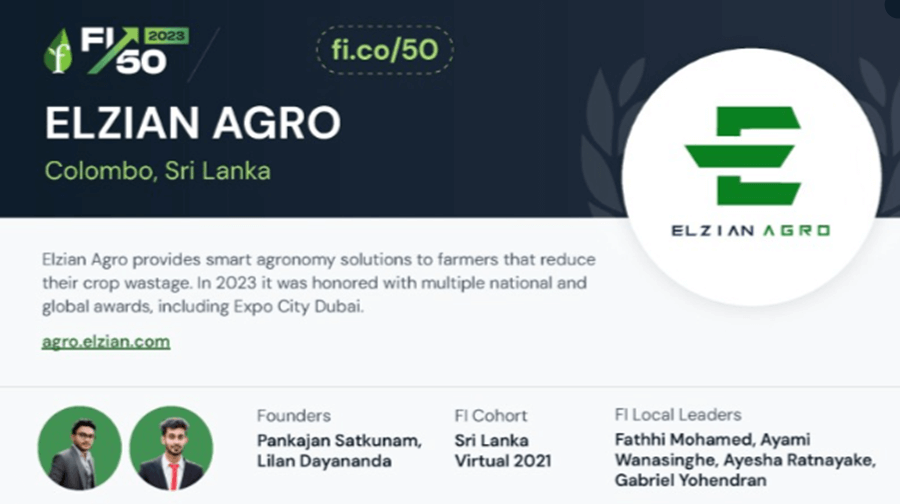 FI 2023
50
fi.co/50
ELZIAN AGRO
Colombo, Sri Lanka
ELZIAN AGRO
Elzian Agro provides smart agronomy solutions to farmers that reduce
their crop wastage. In 2023 it was honored with multiple national and
global awards, including Expo City Dubai.
agro.elzian.com
Founders
Pankajan Satkunam,
Lilan Dayananda
FI Cohort
Sri Lanka
Virtual 2021
FI Local Leaders
Fathhi Mohamed, Ayami
Wanasinghe, Ayesha Ratnayake,
Gabriel Yohendran